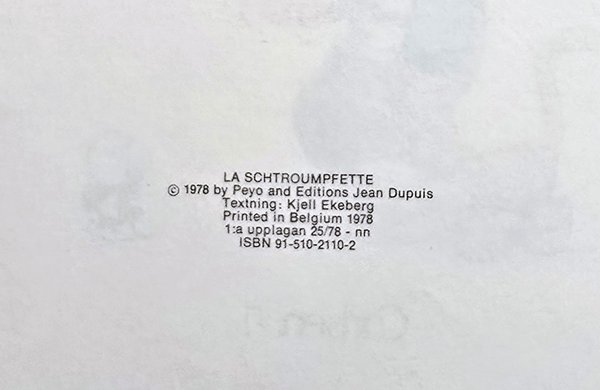 LA SCHTROUMPFETTE
© 1978 by Peyo and Editions Jean Dupuis
Textning: Kjell Ekeberg
Printed in Belgium 1978
1:a upplagan 25/78 - nn
ISBN 91-510-2110-2